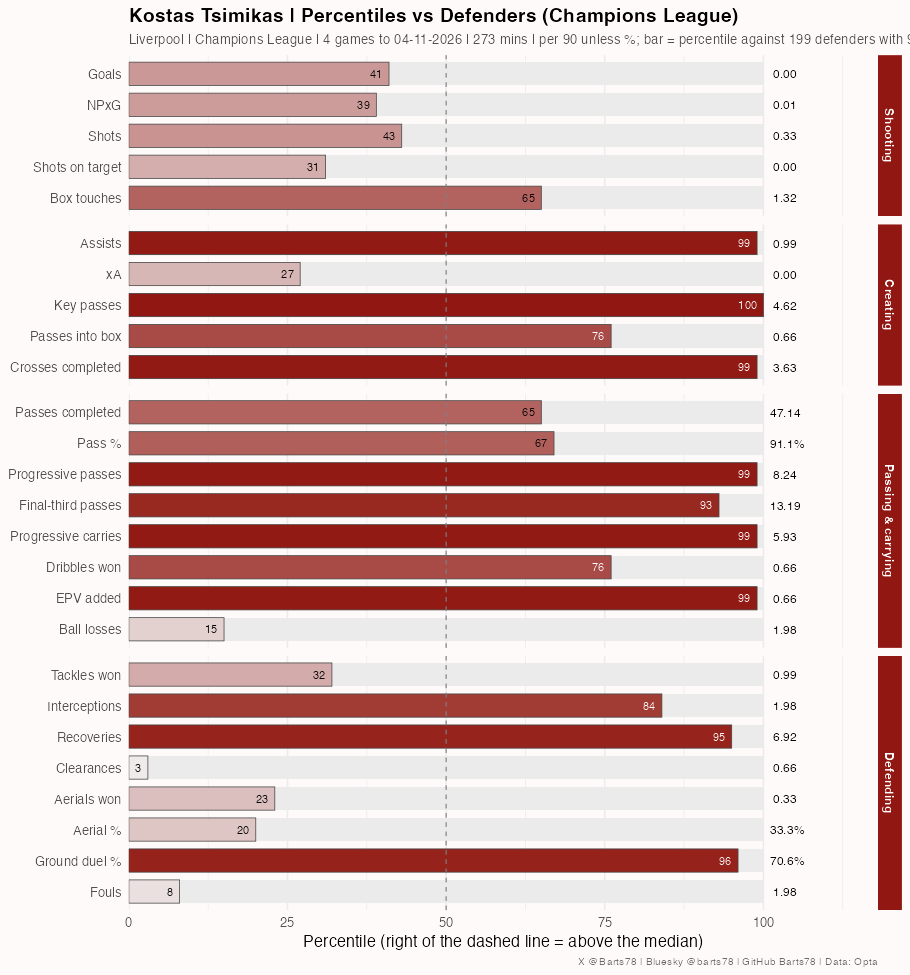 Kostas Tsimikas | Percentiles vs Defenders (Champions League)
Liverpool | Champions League | 4 games to 04-11-2026 | 273 mins | per 90 unless %; bar = percentile against 199 defenders with
Goals 41 0.00
NPxG 39 0.01
Shots 43 0.33
Shots on target 31 0.00
Box touches 65 1.32
Shooting
Assists 99 0.99
xA 27 0.00
Key passes 100 4.62
Passes into box 76 0.66
Crosses completed 99 3.63
Creating
Passes completed 65 47.14
Pass % 67 91.1%
Progressive passes 99 8.24
Final-third passes 93 13.19
Progressive carries 99 5.93
Dribbles won 76 0.66
EPV added 99 0.66
Ball losses 15 1.98
Passing & carrying
Tackles won 32 0.99
Interceptions 84 1.98
Recoveries 95 6.92
Clearances 3 0.66
Aerials won 23 0.33
Aerial % 20 33.3%
Ground duel % 96 70.6%
Fouls 8 1.98
Defending
0 25 50 75 100
Percentile (right of the dashed line = above the median)
X @Barts78 | Bluesky @barts78 | GitHub Barts78 | Data: Opta